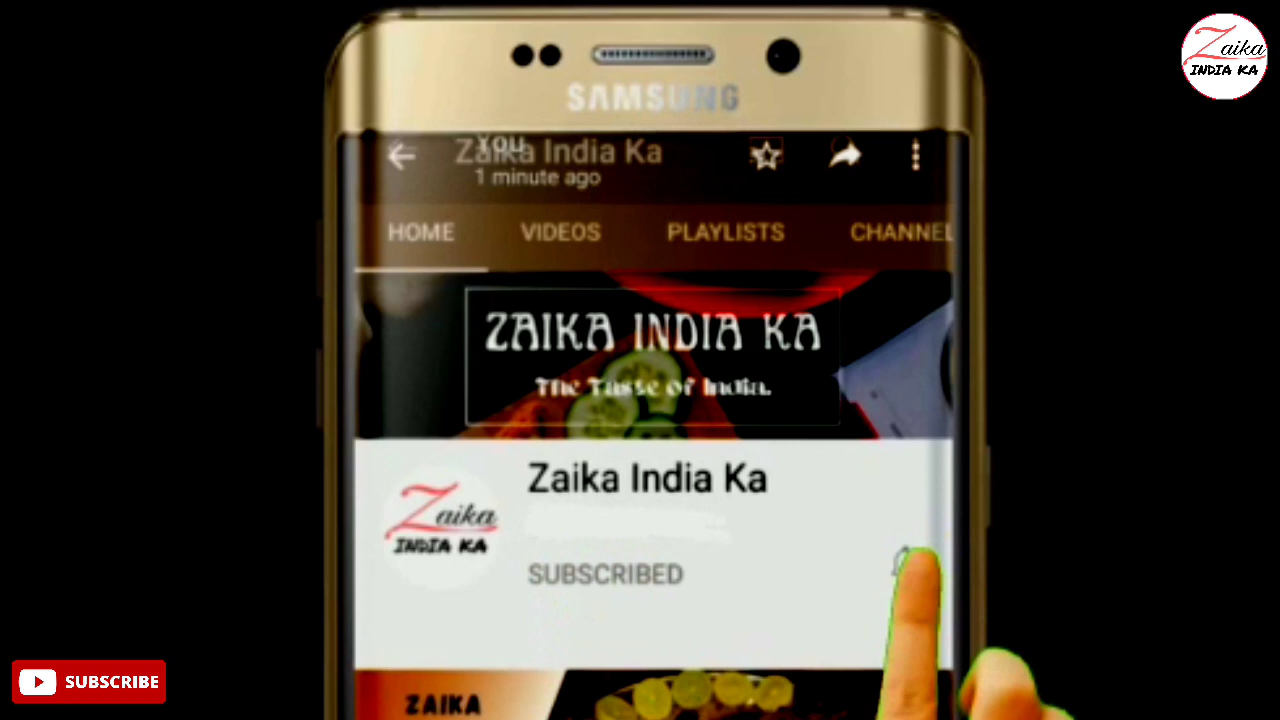 Zaika
INDIA KA
SAMSUNG
YOU
Zaika India Ka
1 minute ago
HOME VIDEOS PLAYLISTS CHANNEL
ZAIKA INDIA KA
The Taste of India.
Zaika India Ka
Zaika
INDIA KA
SUBSCRIBED
SUBSCRIBE
ZAIKA